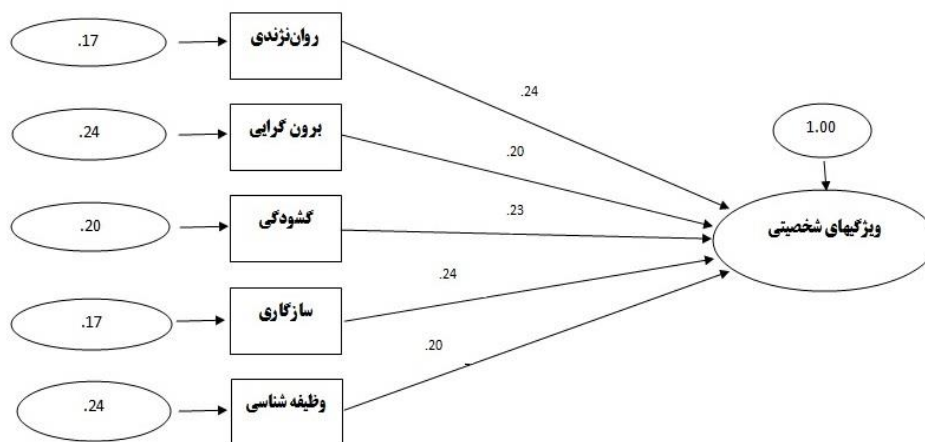 .17
روان‌نژندی
.24
1.00
.24
برون گرایی
.20
.20
گشودگی
.23
ویژگیهای شخصیتی
.17
سازگاری
.24
.24
وظیفه شناسی
.20